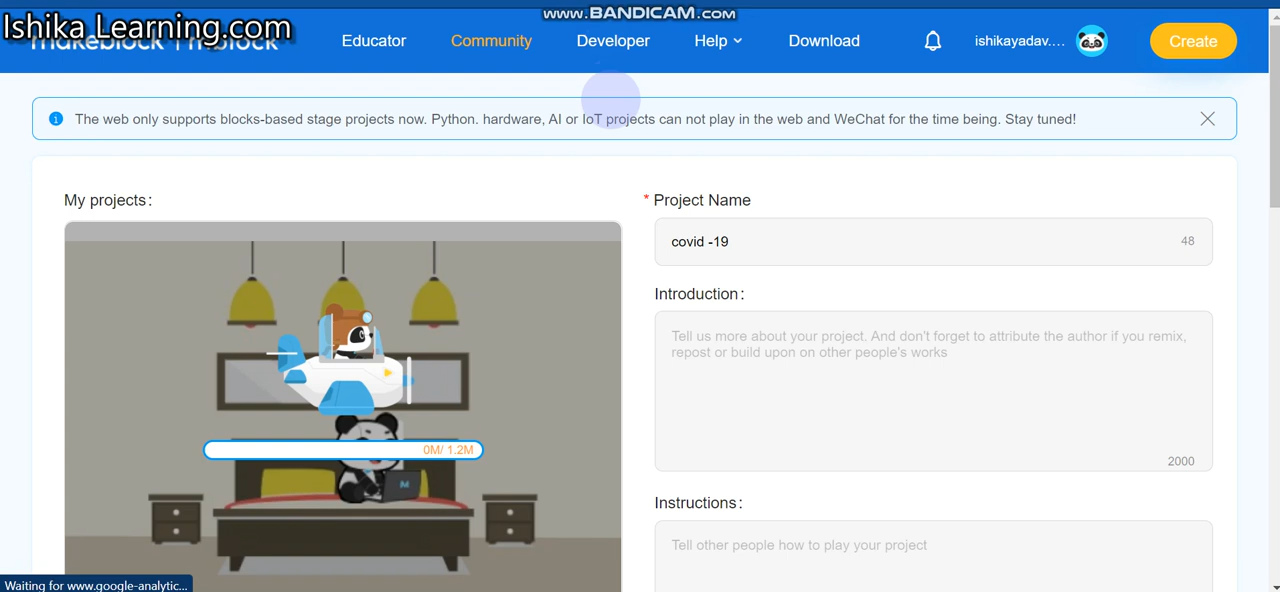 www.BANDICAM.com
Ishika Learning.com
makeblock | mblock
Educator
Community
Developer
Help
Download
ishikayadav....
Create
The web only supports blocks-based stage projects now. Python. hardware, AI or IoT projects can not play in the web and WeChat for the time being. Stay tuned!
My projects:
* Project Name
covid -19
48
Introduction:
Tell us more about your project. And don't forget to attribute the author if you remix,
repost or build upon on other people's works
2000
0M/ 1.2M
M
Instructions:
Tell other people how to play your project
Waiting for www.google-analytic...